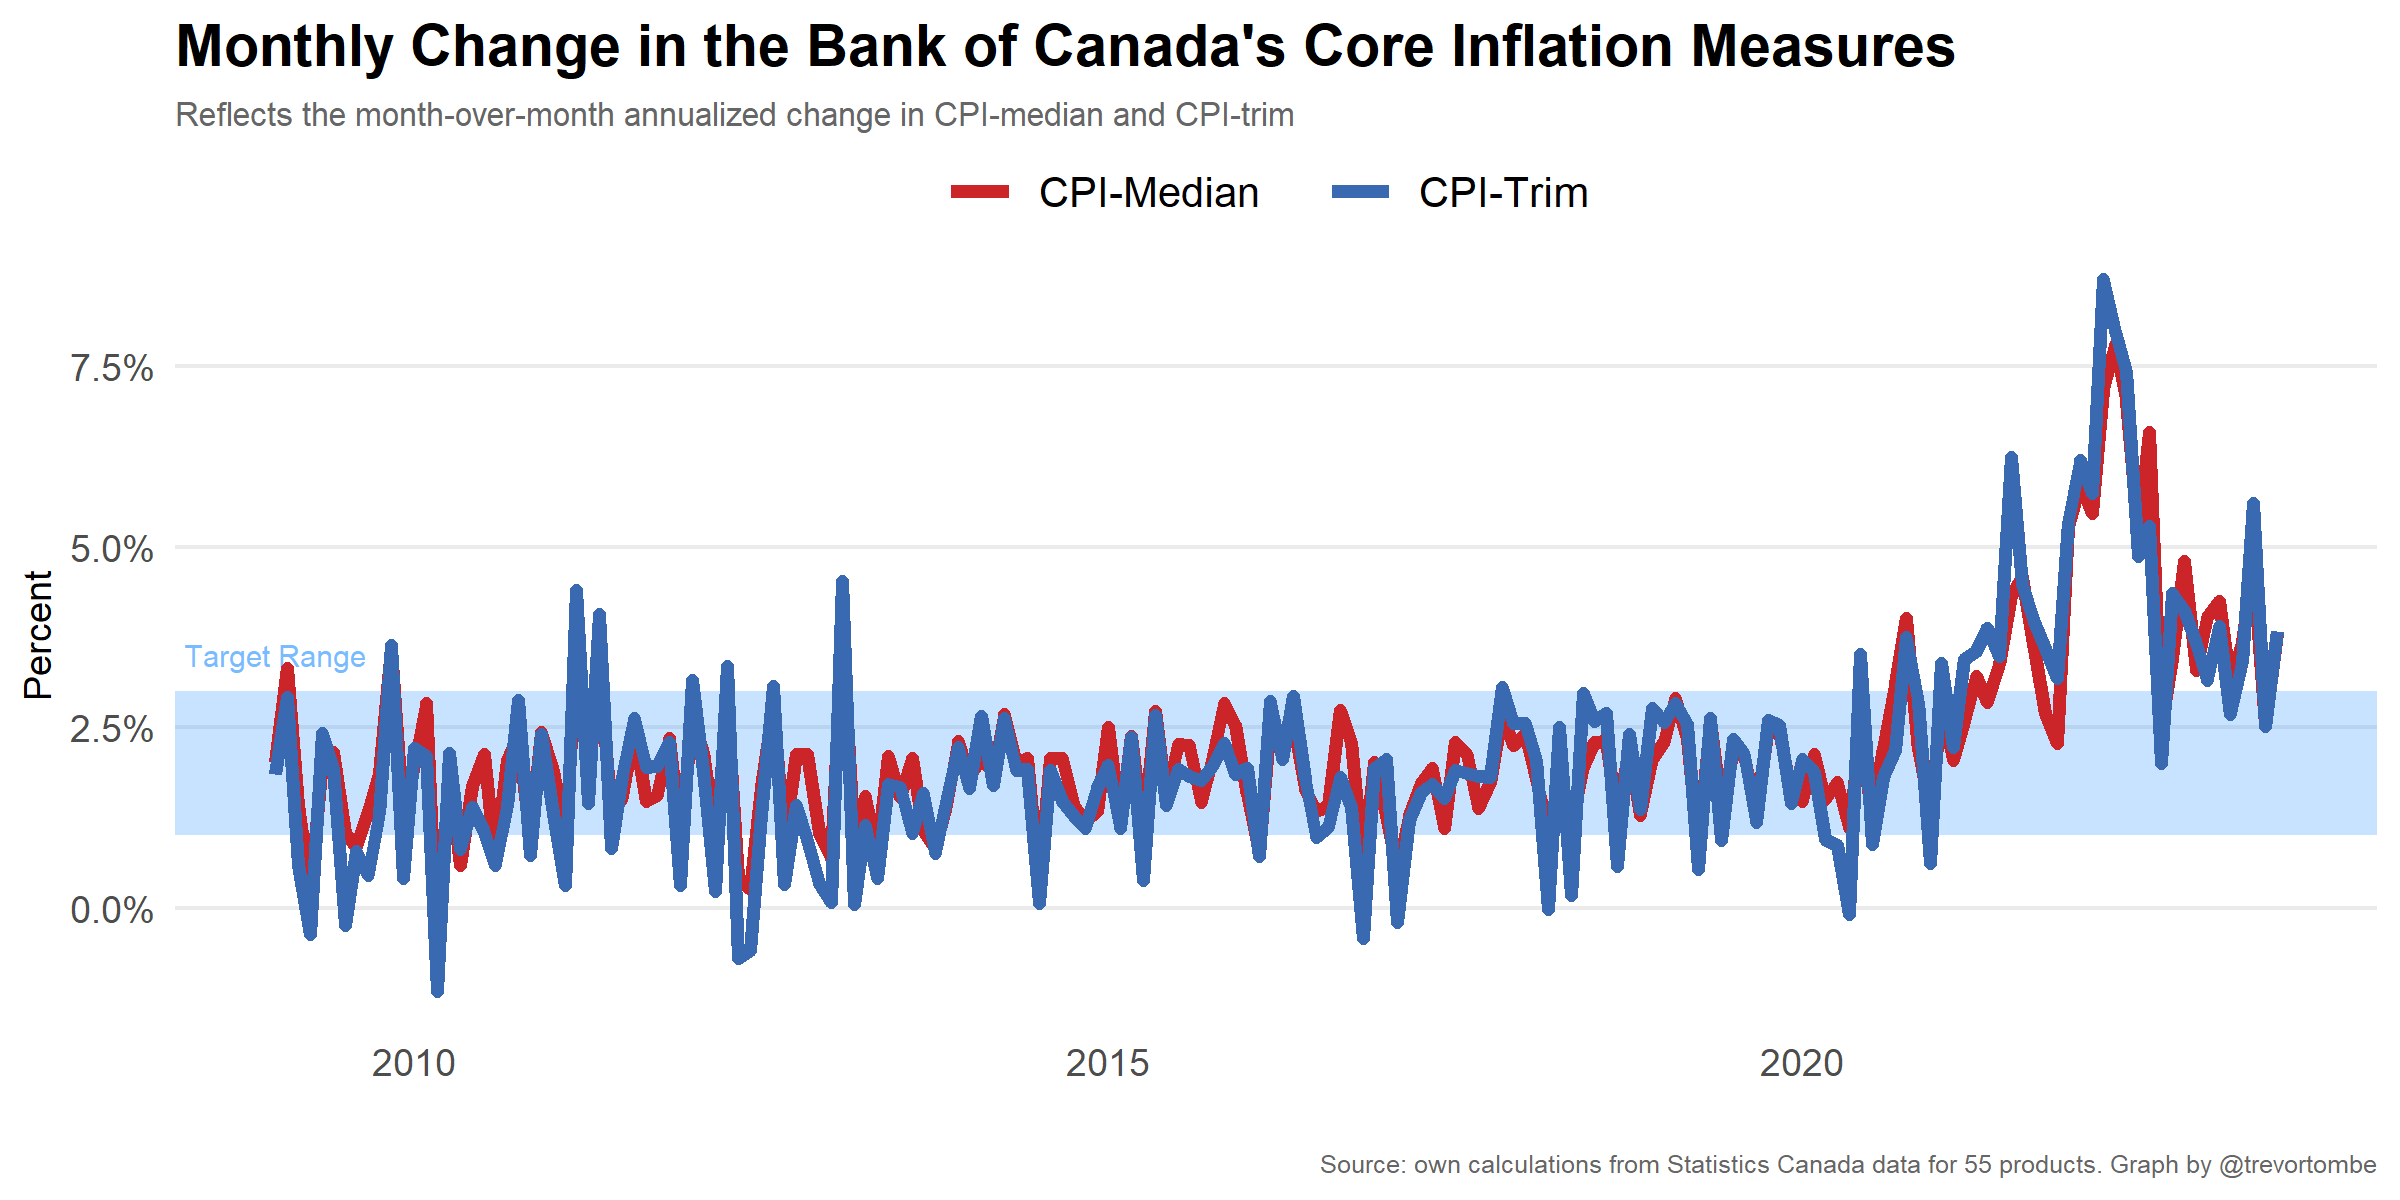 Monthly Change in the Bank of Canada's Core Inflation Measures
Reflects the month-over-month annualized change in CPI-median and CPI-trim
CPI-Median CPI-Trim
7.5%
5.0%
Percent
Target Range
2.5%
0.0%
2010 2015 2020
Source: own calculations from Statistics Canada data for 55 products. Graph by @trevortombe